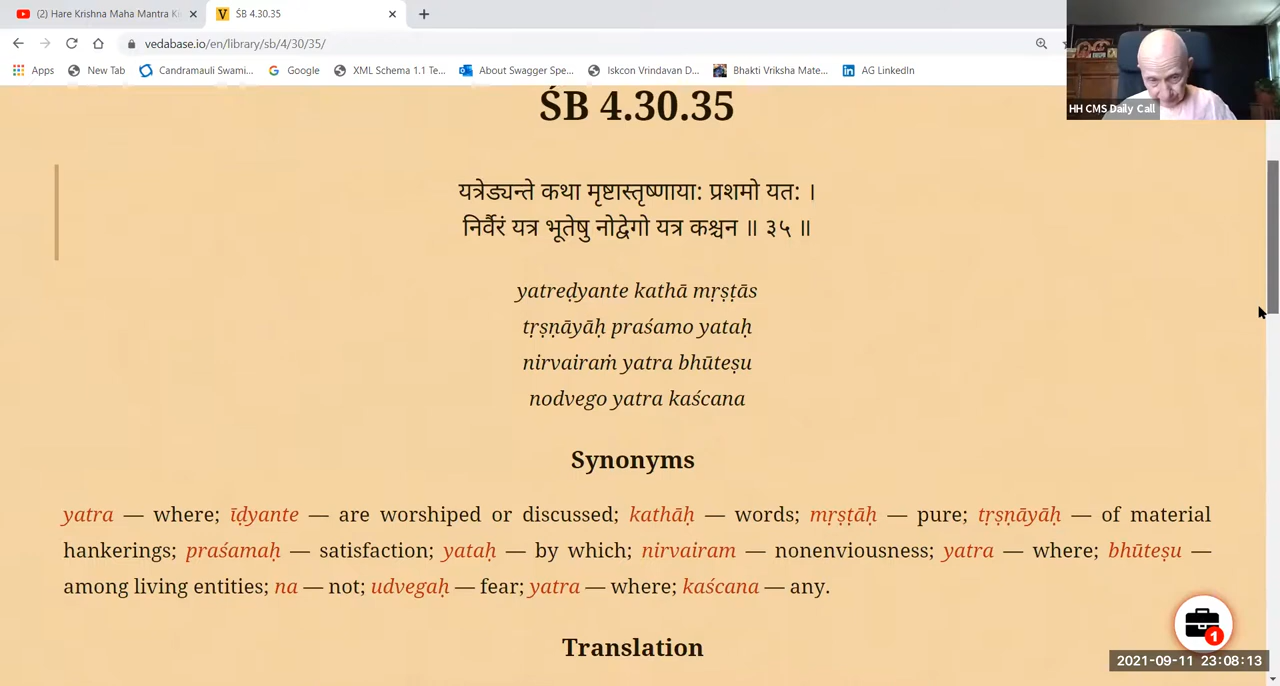 (2) Hare Krishna Maha Mantra Ki
ŚB 4.30.35
vedabase.io/en/library/sb/4/30/35/
Apps
New Tab
Candramauli Swami...
Google
XML Schema 1.1 Te...
About Swagger Spe...
Iskcon Vrindavan D...
Bhakti Vriksha Mate...
AG LinkedIn
HH CMS Daily Call
ŚB 4.30.35
यत्रेड्यन्ते कथा मृष्टास्तृष्णाया: प्रशमो यत: ।
निर्वैरं यत्र भूतेषु नोद्वेगो यत्र कश्चन ॥ ३५ ॥
yatreḍyante kathā mṛṣṭās
tṛṣṇāyāḥ praśamo yataḥ
nirvairaṁ yatra bhūteṣu
nodvego yatra kaścana
Synonyms
yatra — where; īḍyante — are worshiped or discussed; kathāḥ — words; mṛṣṭāḥ — pure; tṛṣṇāyāḥ — of material
hankerings; praśamaḥ — satisfaction; yataḥ — by which; nirvairam — nonenviousness; yatra — where; bhūteṣu —
among living entities; na — not; udvegaḥ — fear; yatra — where; kaścana — any.
1
Translation
2021-09-11 23:08:13